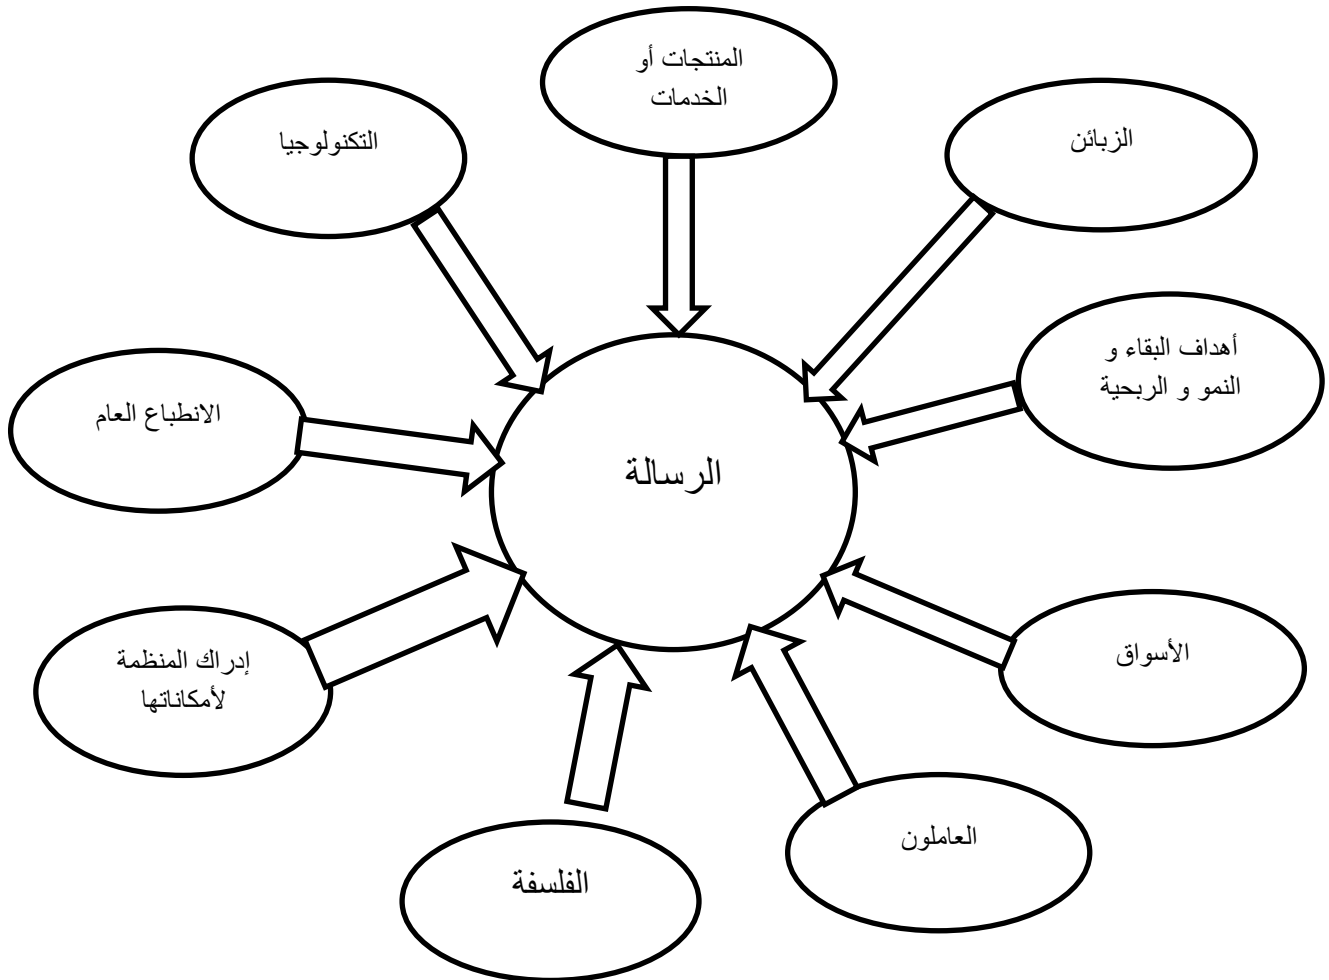 المنتجات أو
الخدمات
الزبائن
التكنولوجيا
أهداف البقاء و
النمو و الربحية
الانطباع العام
الرسالة
الأسواق
إدراك المنظمة
لأمكاناتها
العاملون
الفلسفة